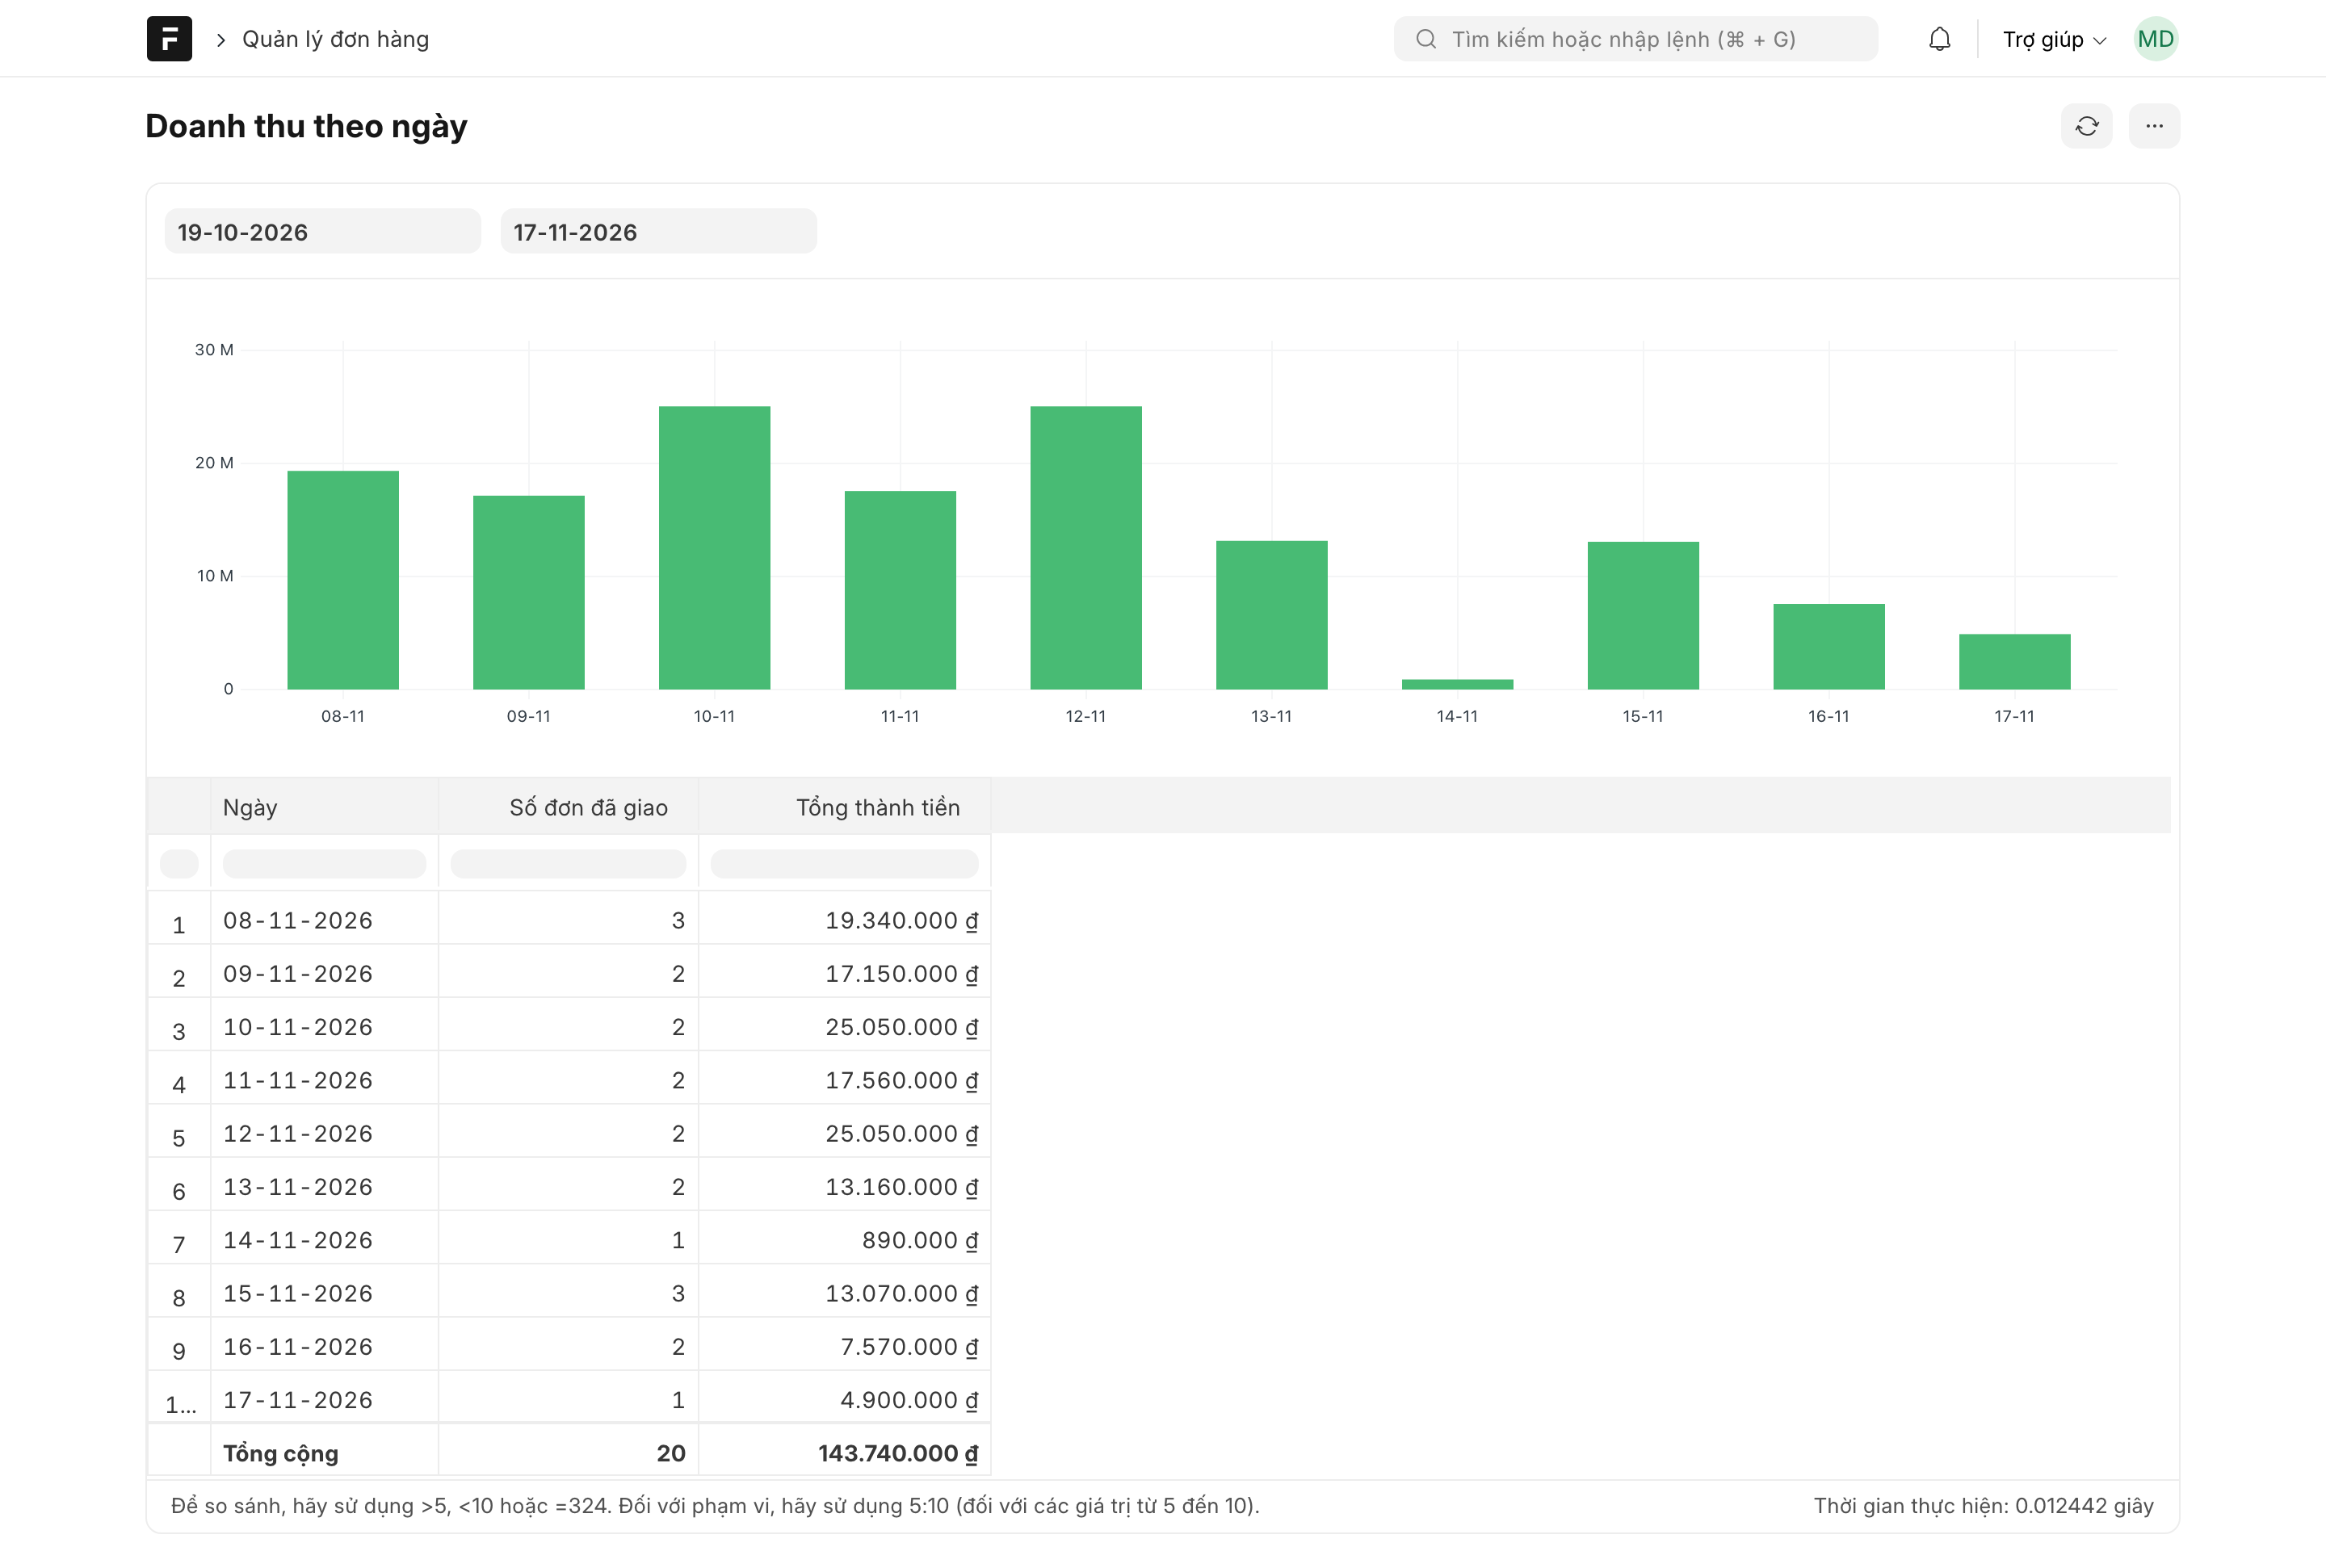 F > Quản lý đơn hàng Tìm kiếm hoặc nhập lệnh (⌘ + G) Trợ giúp MD
Doanh thu theo ngày ...
19-10-2026 17-11-2026
30 M
20 M
10 M
0
08-11 09-11 10-11 11-11 12-11 13-11 14-11 15-11 16-11 17-11
Ngày Số đơn đã giao Tổng thành tiền
1 08-11-2026 3 19.340.000 ₫
2 09-11-2026 2 17.150.000 ₫
3 10-11-2026 2 25.050.000 ₫
4 11-11-2026 2 17.560.000 ₫
5 12-11-2026 2 25.050.000 ₫
6 13-11-2026 2 13.160.000 ₫
7 14-11-2026 1 890.000 ₫
8 15-11-2026 3 13.070.000 ₫
9 16-11-2026 2 7.570.000 ₫
1... 17-11-2026 1 4.900.000 ₫
Tổng cộng 20 143.740.000 ₫
Để so sánh, hãy sử dụng >5, <10 hoặc =324. Đối với phạm vi, hãy sử dụng 5:10 (đối với các giá trị từ 5 đến 10). Thời gian thực hiện: 0.012442 giây